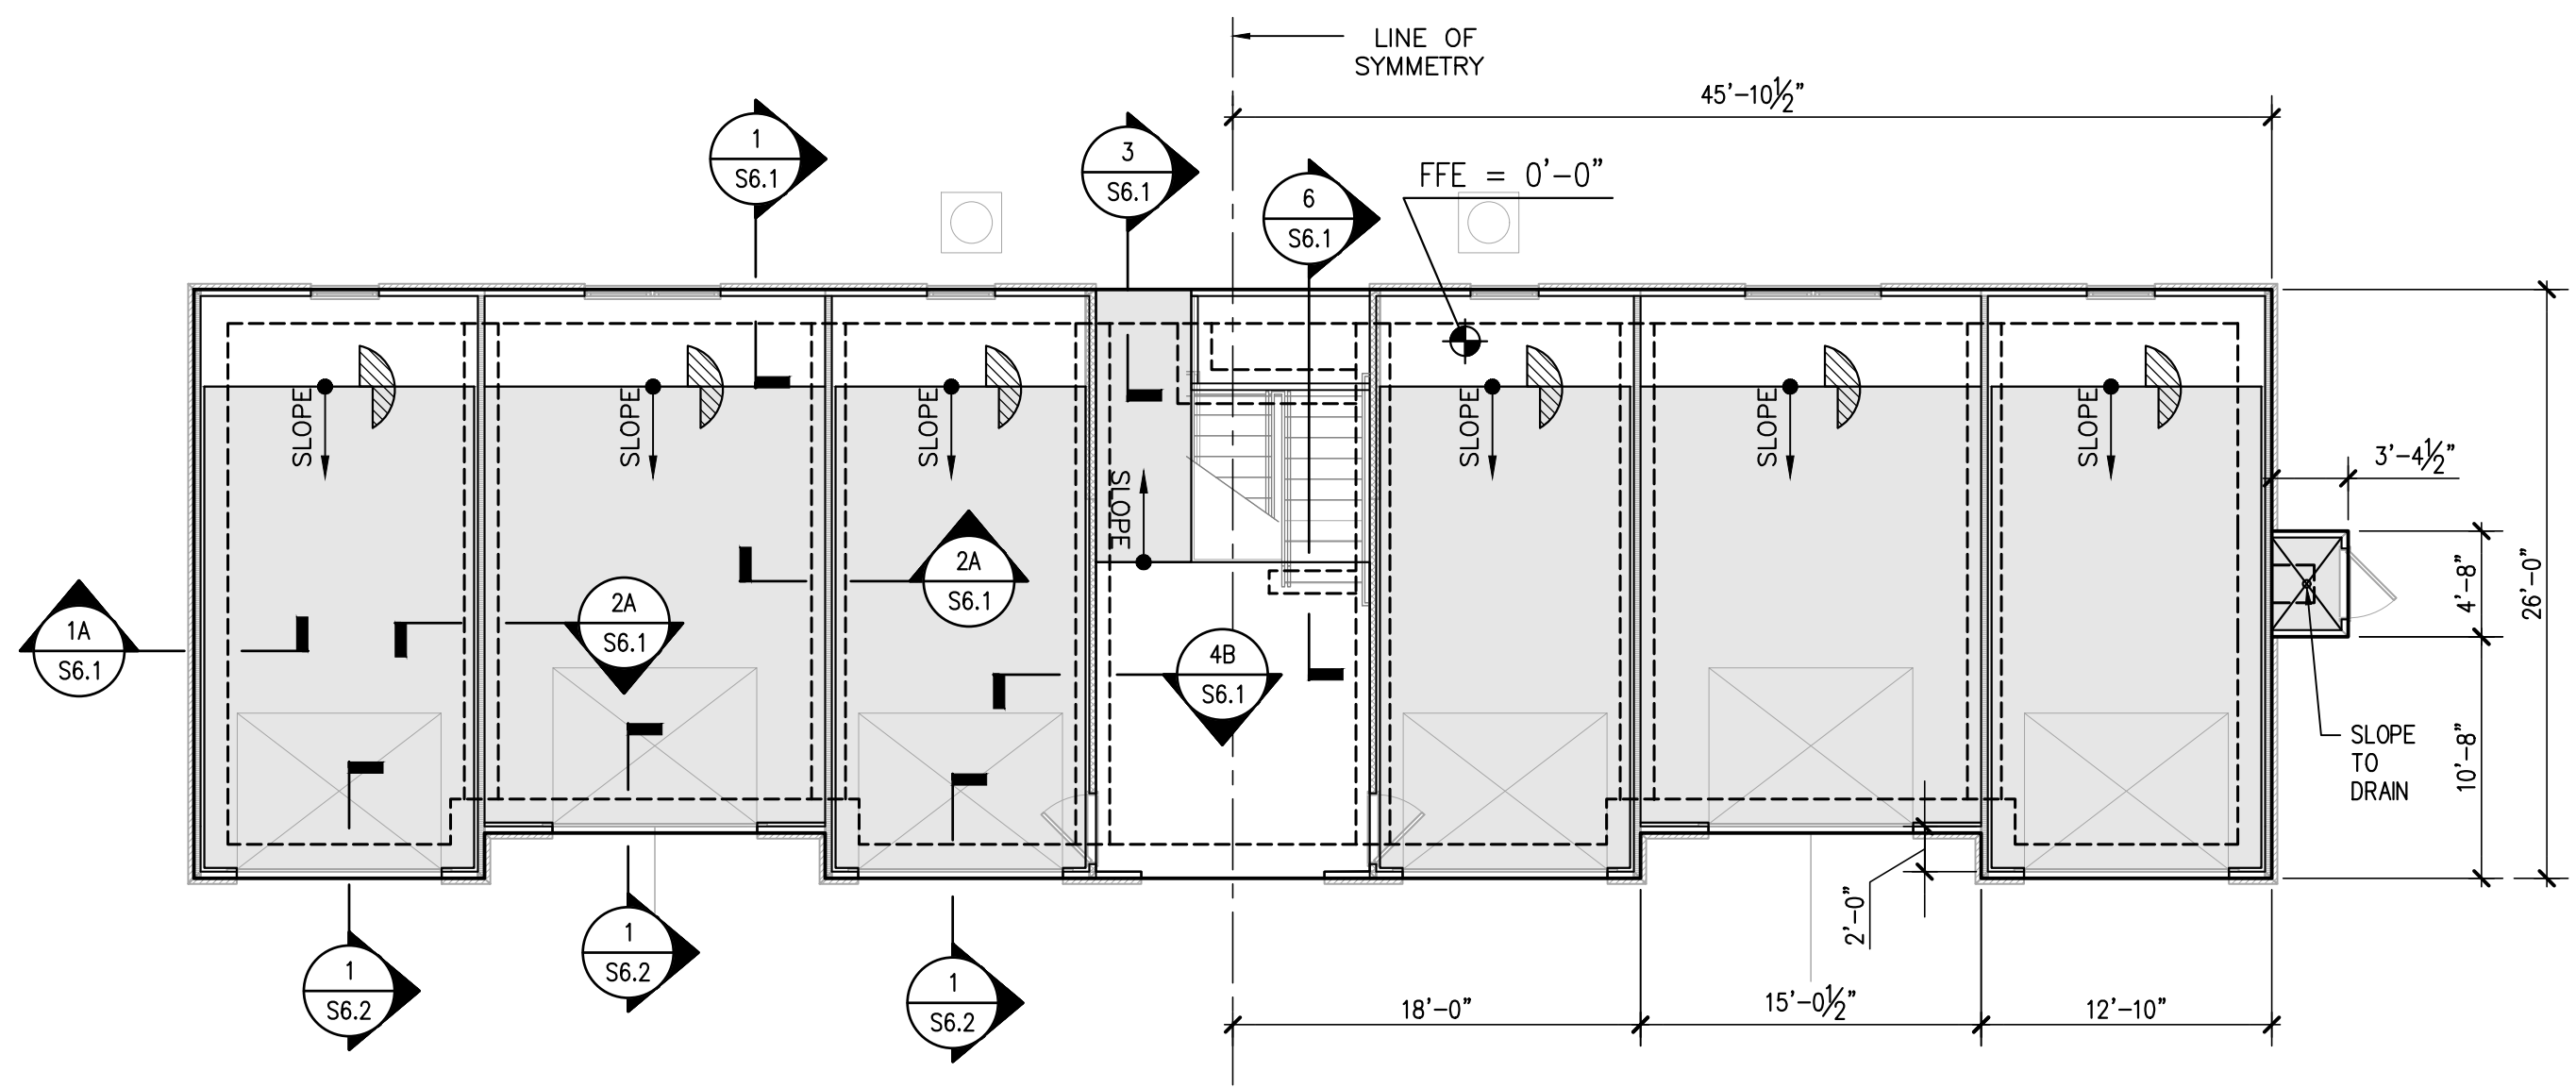 LINE OF
SYMMETRY
45'-10½"
1
S6.1
3
S6.1
6
S6.1
FFE = 0'-0"
SLOPE
SLOPE
SLOPE
SLOPE
SLOPE
SLOPE
SLOPE
3'-4½"
4'-8"
26'-0"
10'-8"
1A
S6.1
2A
S6.1
2A
S6.1
4B
S6.1
SLOPE
TO
DRAIN
2'-0"
1
S6.2
1
S6.2
1
S6.2
18'-0"
15'-0½"
12'-10"